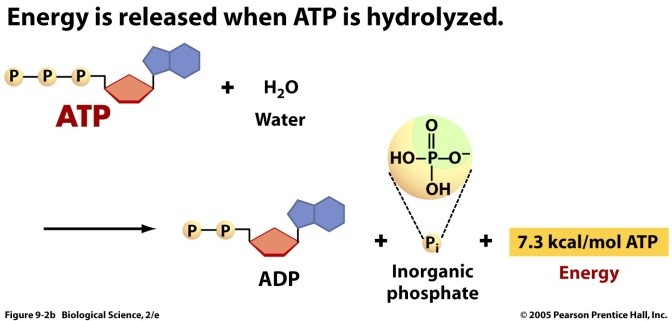 Energy is released when ATP is hydrolyzed.
P P P
+ H₂O
ATP
Water
O
HO–P–O⁻
OH
P P
+ Pᵢ + 7.3 kcal/mol ATP
ADP
Inorganic
phosphate
Energy
Figure 9-2b Biological Science, 2/e
© 2005 Pearson Prentice Hall, Inc.